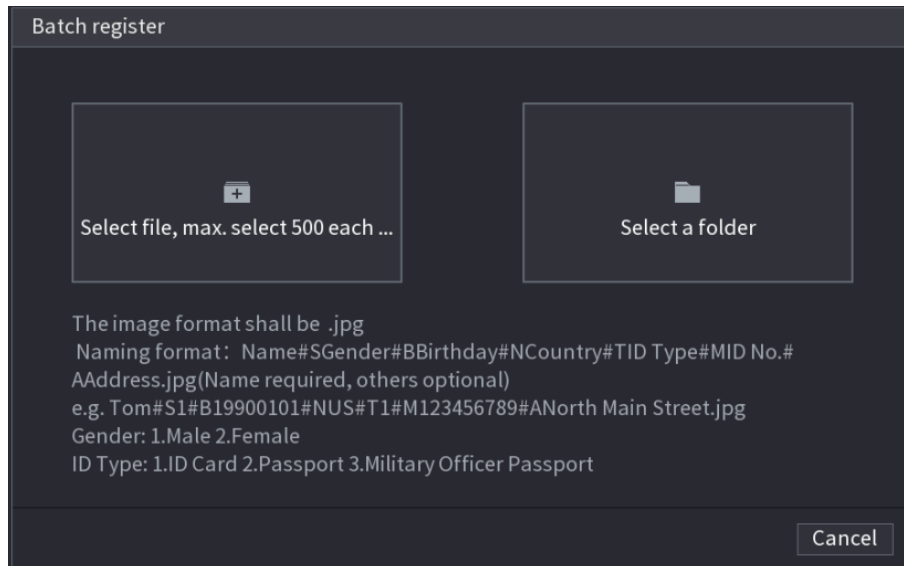 Batch register
Select file, max. select 500 each ...
Select a folder
The image format shall be .jpg
Naming format: Name#SGender#BBirthday#NCountry#TID Type#MID No.#
AAddress.jpg(Name required, others optional)
e.g. Tom#S1#B19900101#NUS#T1#M123456789#ANorth Main Street.jpg
Gender: 1.Male 2.Female
ID Type: 1.ID Card 2.Passport 3.Military Officer Passport
Cancel